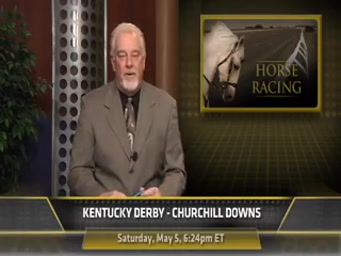 HORSE
RACING
KENTUCKY DERBY - CHURCHILL DOWNS
Saturday, May 5, 6:24pm ET